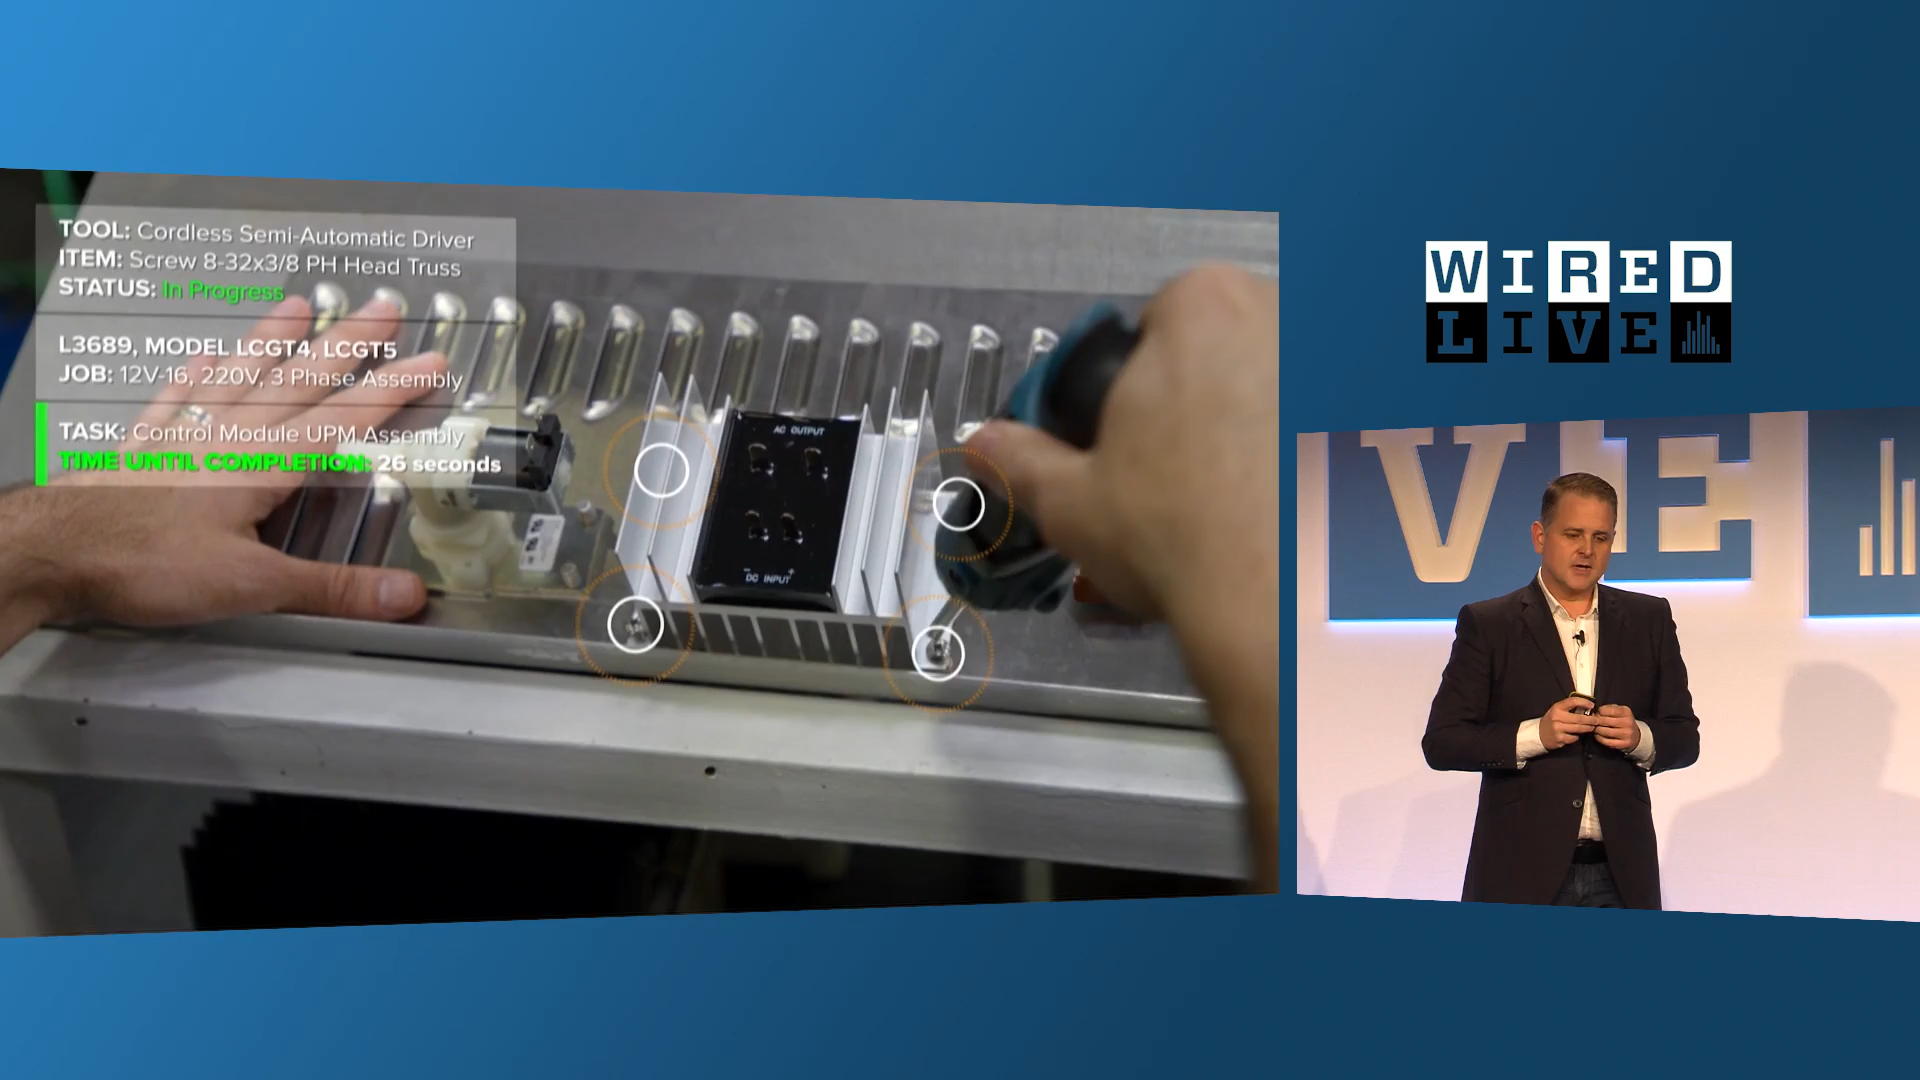 TOOL: Cordless Semi-Automatic Driver
ITEM: Screw 8-32x3/8 PH Head Truss
STATUS: In Progress
L3689, MODEL LCGT4, LCGT5
JOB: 12V-16, 220V, 3 Phase Assembly
TASK: Control Module UPM Assembly
TIME UNTIL COMPLETION: 26 seconds
AC OUTPUT
- DC INPUT +
WIRED
LIVE
VE